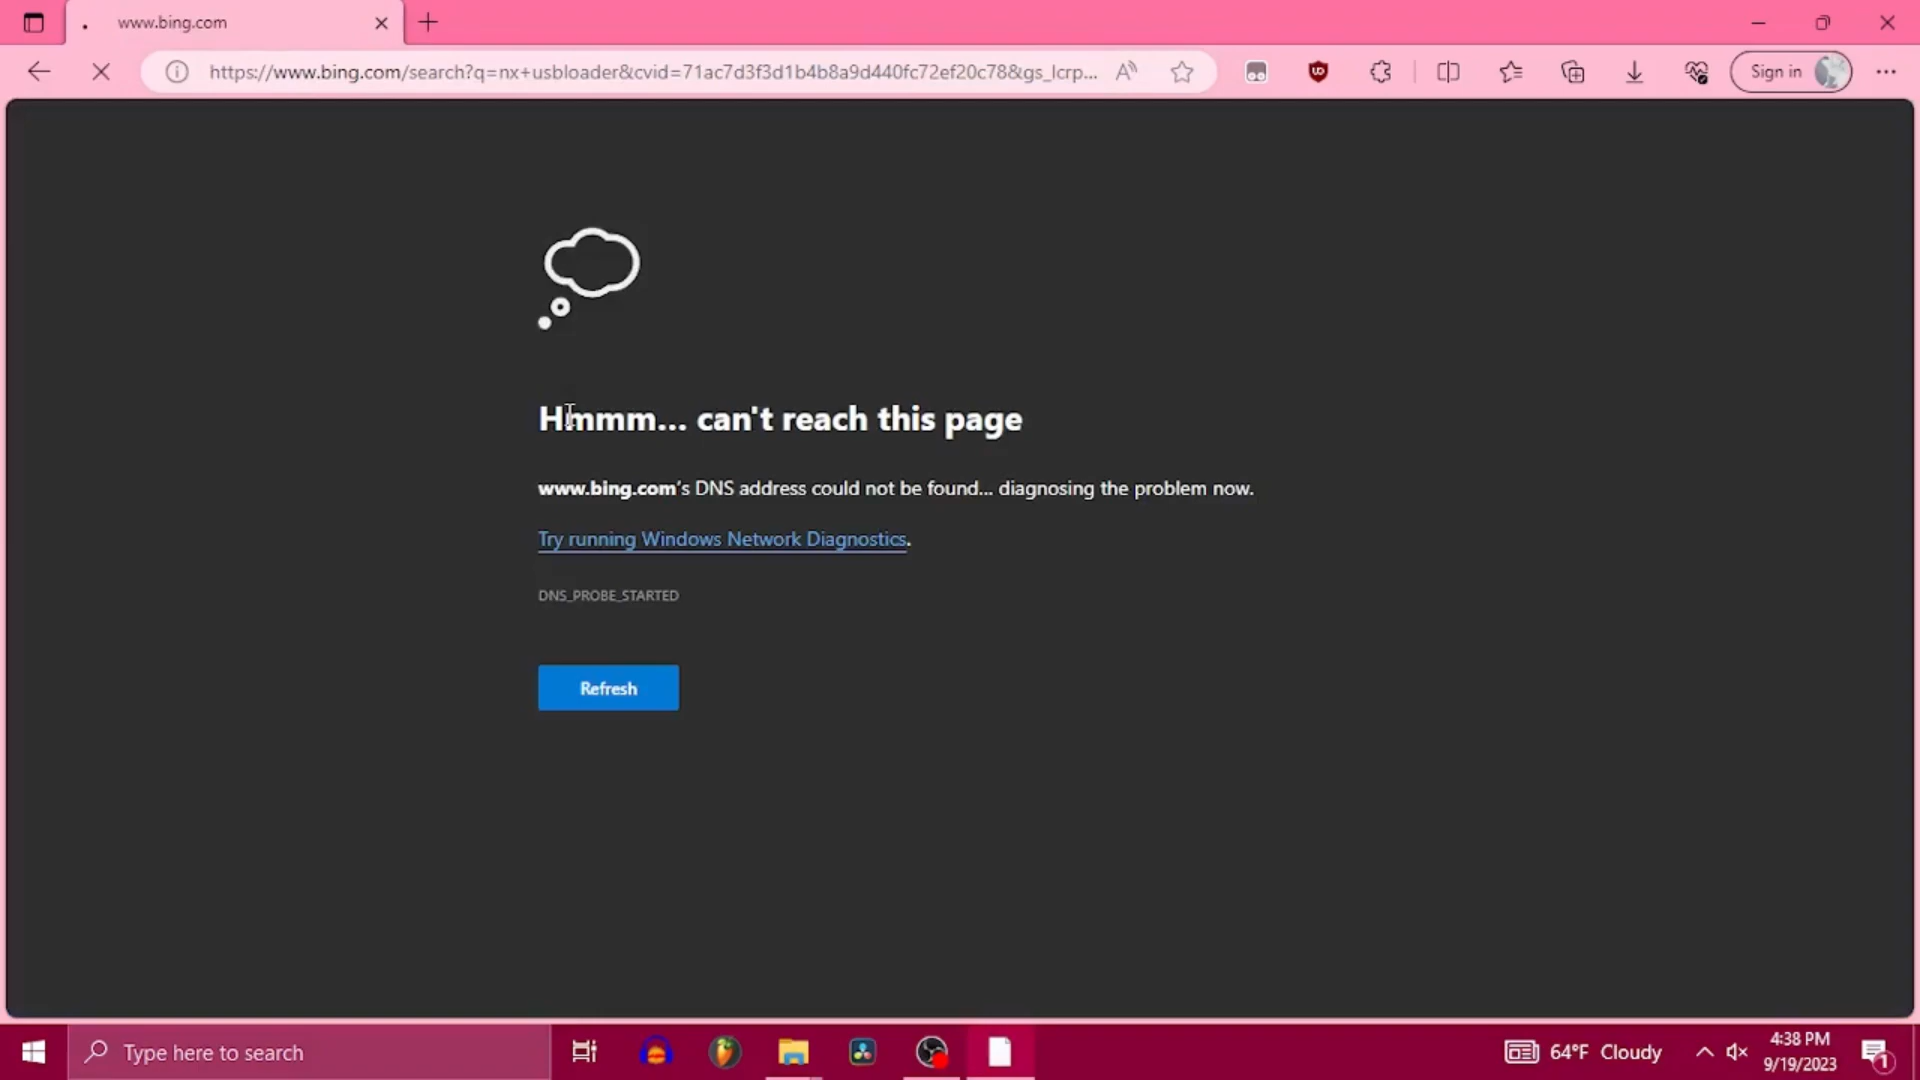 www.bing.com
https://www.bing.com/search?q=nx+usbloader&cvid=71ac7d3f3d1b4b8a9d440fc72ef20c78&gs_lcrp...
Sign in
Hmmm... can't reach this page
www.bing.com's DNS address could not be found... diagnosing the problem now.
Try running Windows Network Diagnostics.
DNS_PROBE_STARTED
Refresh
Type here to search
64°F Cloudy
4:38 PM
9/19/2023
1